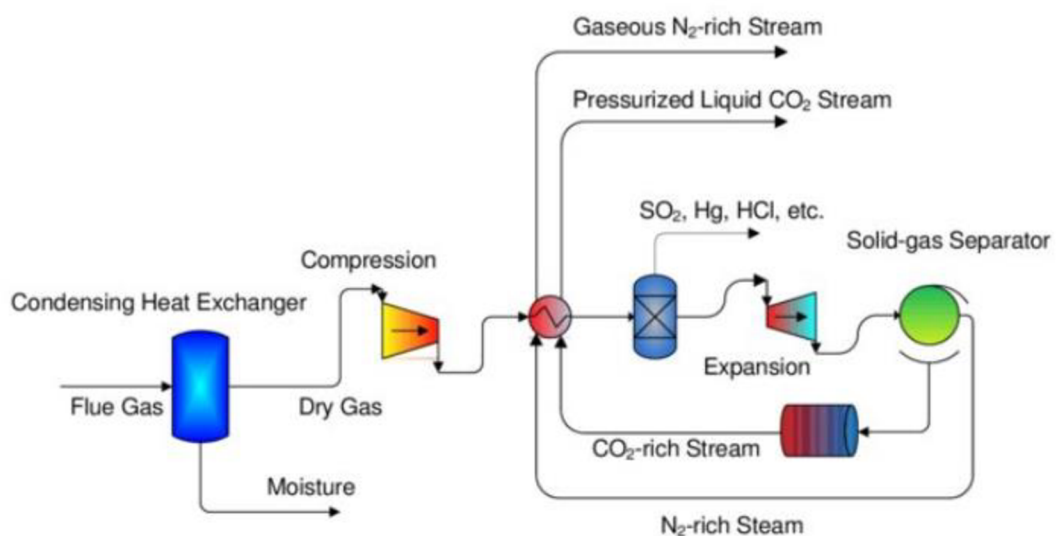 Gaseous N₂-rich Stream
Pressurized Liquid CO₂ Stream
SO₂, Hg, HCl, etc.
Solid-gas Separator
Compression
Condensing Heat Exchanger
Expansion
Flue Gas
Dry Gas
CO₂-rich Stream
Moisture
N₂-rich Steam